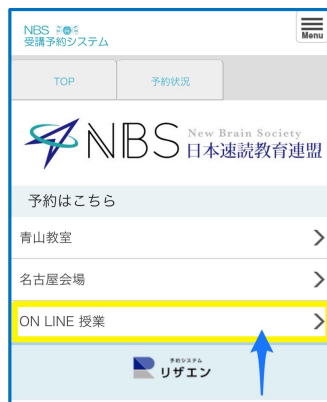 NBS
受講予約システム
Menu
TOP
予約状況
NBS
New Brain Society
日本速読教育連盟
予約はこちら
青山教室
名古屋会場
ON LINE 授業
予約システム
リザエン